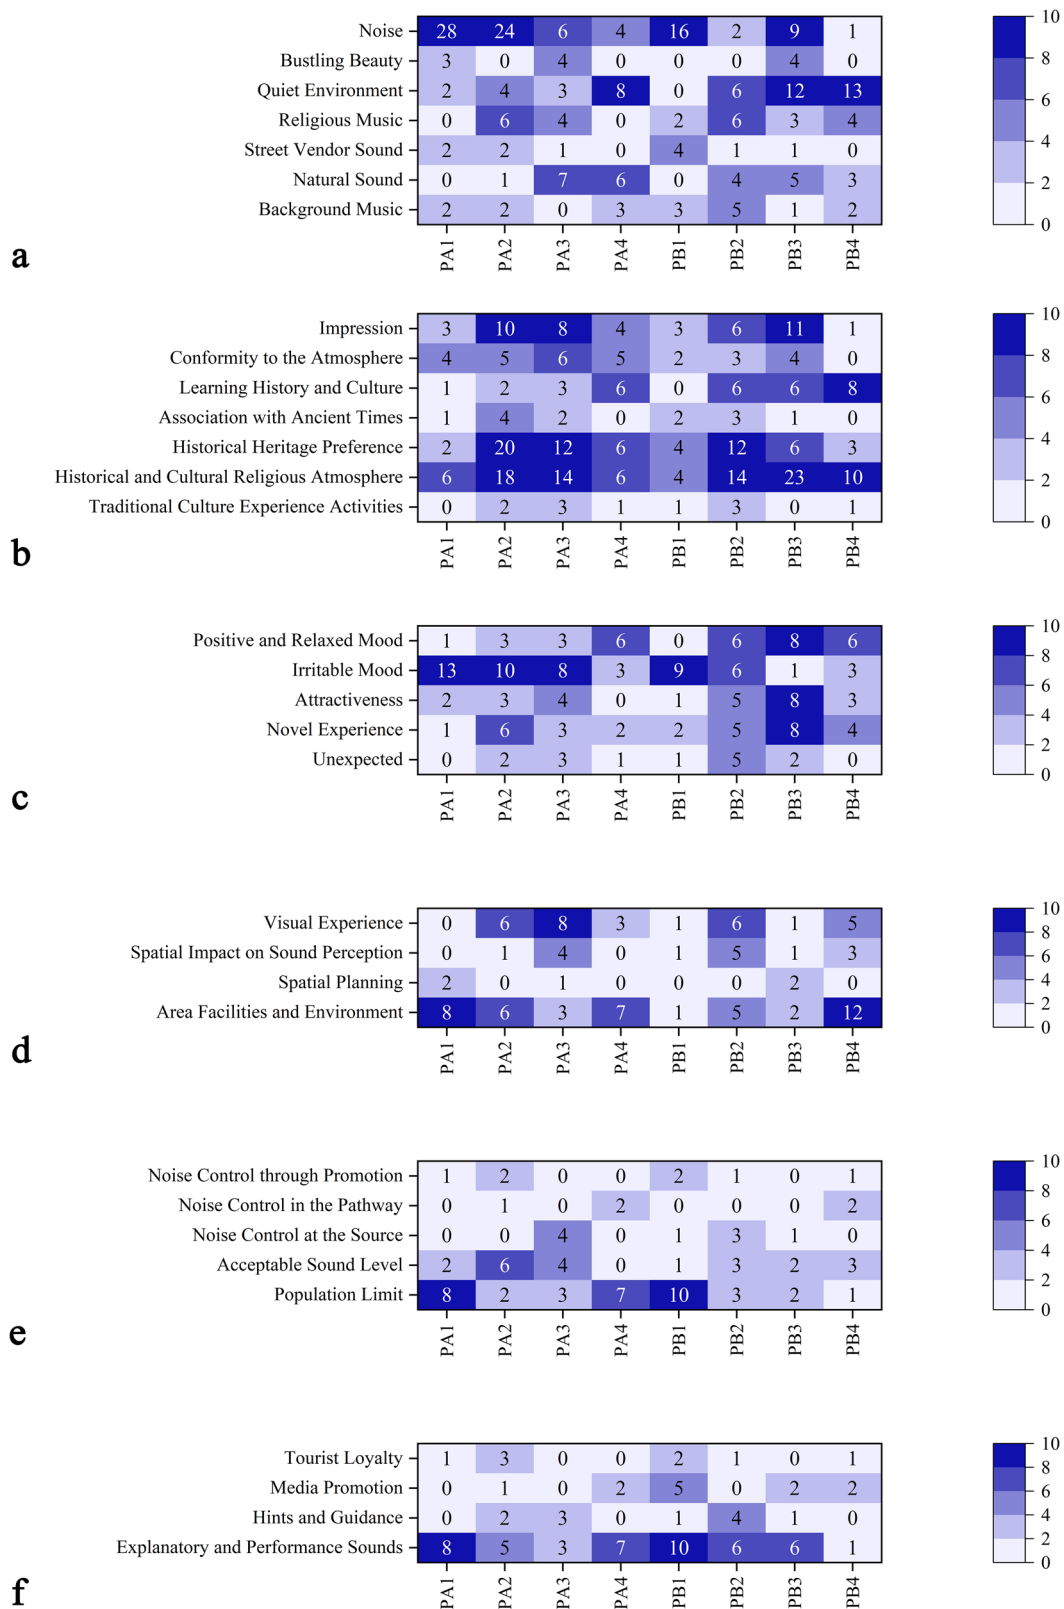 Noise 28 24 6 4 16 2 9 1
Bustling Beauty 3 0 4 0 0 0 4 0
Quiet Environment 2 4 3 8 0 6 12 13
Religious Music 0 6 4 0 2 6 3 4
Street Vendor Sound 2 2 1 0 4 1 1 0
Natural Sound 0 1 7 6 0 4 5 3
Background Music 2 2 0 3 3 5 1 2
PA1 PA2 PA3 PA4 PB1 PB2 PB3 PB4
10
8
6
4
2
0
a
Impression 3 10 8 4 3 6 11 1
Conformity to the Atmosphere 4 5 6 5 2 3 4 0
Learning History and Culture 1 2 3 6 0 6 6 8
Association with Ancient Times 1 4 2 0 2 3 1 0
Historical Heritage Preference 2 20 12 6 4 12 6 3
Historical and Cultural Religious Atmosphere 6 18 14 6 4 14 23 10
Traditional Culture Experience Activities 0 2 3 1 1 3 0 1
PA1 PA2 PA3 PA4 PB1 PB2 PB3 PB4
10
8
6
4
2
0
b
Positive and Relaxed Mood 1 3 3 6 0 6 8 6
Irritable Mood 13 10 8 3 9 6 1 3
Attractiveness 2 3 4 0 1 5 8 3
Novel Experience 1 6 3 2 2 5 8 4
Unexpected 0 2 3 1 1 5 2 0
PA1 PA2 PA3 PA4 PB1 PB2 PB3 PB4
10
8
6
4
2
0
c
Visual Experience 0 6 8 3 1 6 1 5
Spatial Impact on Sound Perception 0 1 4 0 1 5 1 3
Spatial Planning 2 0 1 0 0 0 2 0
Area Facilities and Environment 8 6 3 7 1 5 2 12
PA1 PA2 PA3 PA4 PB1 PB2 PB3 PB4
10
8
6
4
2
0
d
Noise Control through Promotion 1 2 0 0 2 1 0 1
Noise Control in the Pathway 0 1 0 2 0 0 0 2
Noise Control at the Source 0 0 4 0 1 3 1 0
Acceptable Sound Level 2 6 4 0 1 3 2 3
Population Limit 8 2 3 7 10 3 2 1
PA1 PA2 PA3 PA4 PB1 PB2 PB3 PB4
10
8
6
4
2
0
e
Tourist Loyalty 1 3 0 0 2 1 0 1
Media Promotion 0 1 0 2 5 0 2 2
Hints and Guidance 0 2 3 0 1 4 1 0
Explanatory and Performance Sounds 8 5 3 7 10 6 6 1
PA1 PA2 PA3 PA4 PB1 PB2 PB3 PB4
10
8
6
4
2
0
f